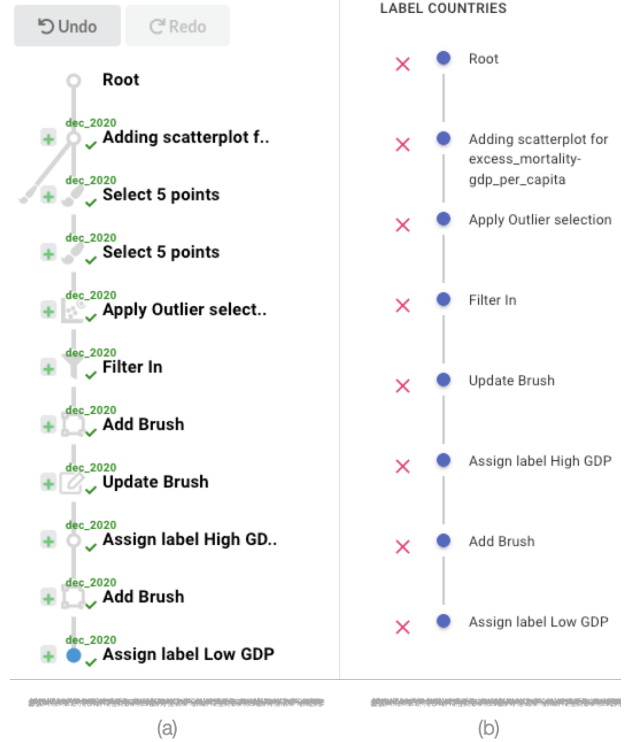 Undo
Redo
Root
dec_2020
Adding scatterplot f..
dec_2020
Select 5 points
dec_2020
Select 5 points
dec_2020
Apply Outlier select..
dec_2020
Filter In
dec_2020
Add Brush
dec_2020
Update Brush
dec_2020
Assign label High GD..
dec_2020
Add Brush
dec_2020
Assign label Low GDP
(a)
LABEL COUNTRIES
Root
Adding scatterplot for
excess_mortality-
gdp_per_capita
Apply Outlier selection
Filter In
Update Brush
Assign label High GDP
Add Brush
Assign label Low GDP
(b)